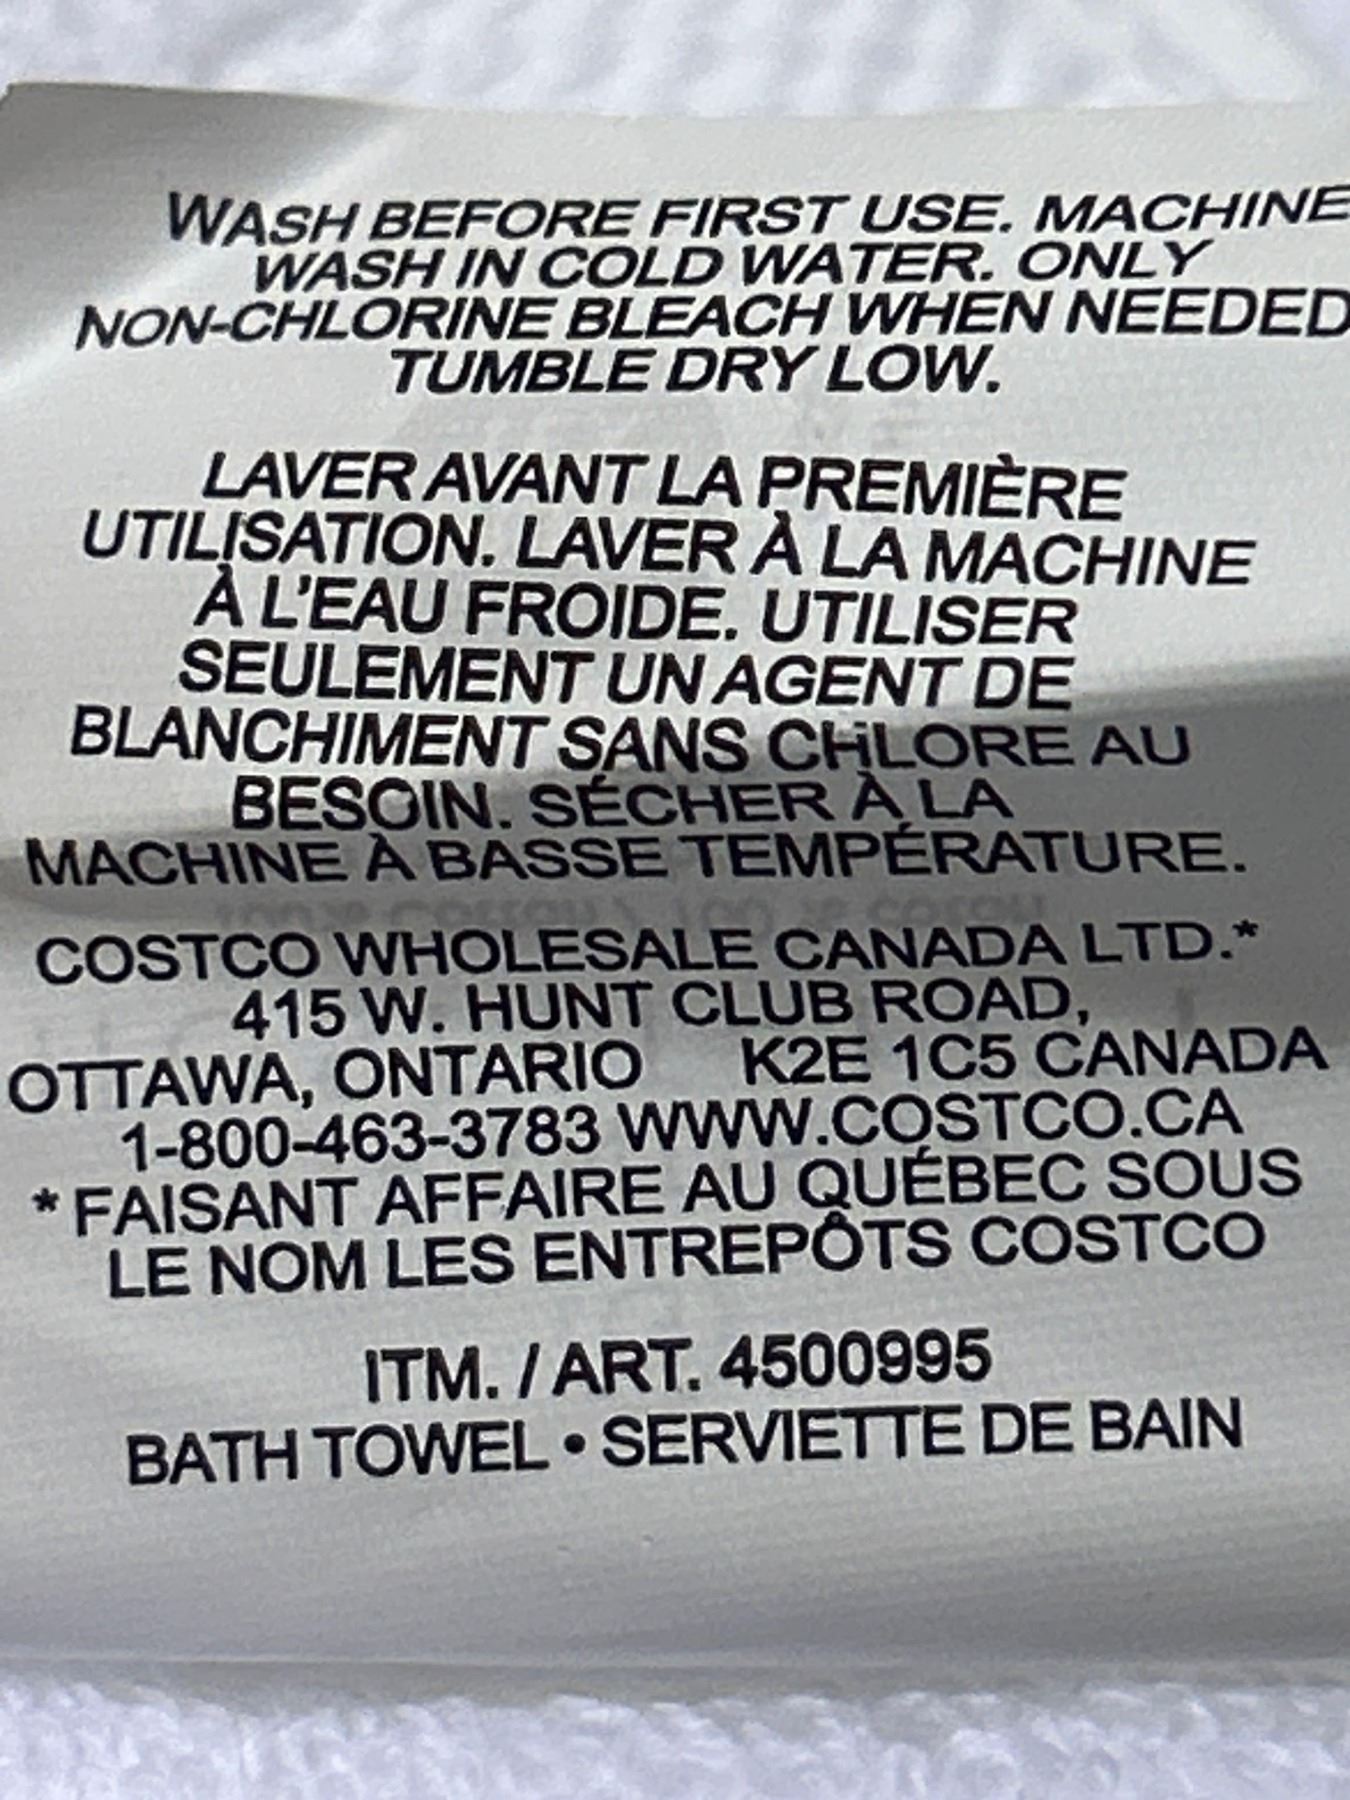 WASH BEFORE FIRST USE. MACHINE
WASH IN COLD WATER. ONLY
NON-CHLORINE BLEACH WHEN NEEDED
TUMBLE DRY LOW.
LAVER AVANT LA PREMIÈRE
UTILISATION. LAVER À LA MACHINE
À L'EAU FROIDE. UTILISER
SEULEMENT UN AGENT DE
BLANCHIMENT SANS CHLORE AU
BESOIN. SÉCHER À LA
MACHINE À BASSE TEMPÉRATURE.
COSTCO WHOLESALE CANADA LTD.*
415 W. HUNT CLUB ROAD,
OTTAWA, ONTARIO K2E 1C5 CANADA
1-800-463-3783 WWW.COSTCO.CA
*FAISANT AFFAIRE AU QUÉBEC SOUS
LE NOM LES ENTREPÔTS COSTCO
ITM. / ART. 4500995
BATH TOWEL • SERVIETTE DE BAIN